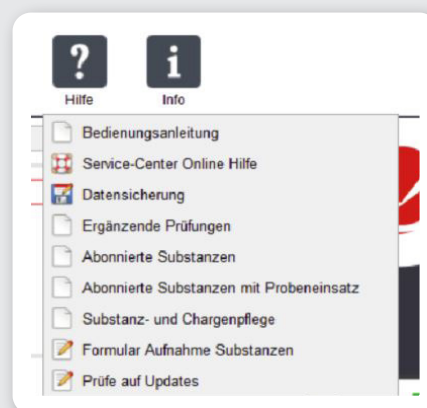 Hilfe Info
Bedienungsanleitung
Service-Center Online Hilfe
Datensicherung
Ergänzende Prüfungen
Abonnierte Substanzen
Abonnierte Substanzen mit Probeneinsatz
Substanz- und Chargenpflege
Formular Aufnahme Substanzen
Prüfe auf Updates